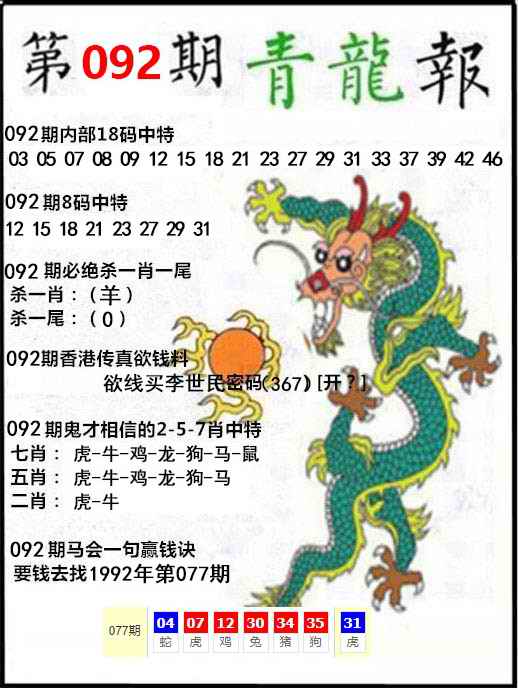 第092期青龍報
092期内部18码中特
03 05 07 08 09 12 15 18 21 23 27 29 31 33 37 39 42 46
092期8码中特
12 15 18 21 23 27 29 31
092期必绝杀一肖一尾
杀一肖：(羊)
杀一尾：(0)
092期香港传真欲钱料
欲线买李世民密码(367)[开?]
092期鬼才相信的2-5-7肖中特
七肖：虎-牛-鸡-龙-狗-马-鼠
五肖：虎-牛-鸡-龙-狗-马
二肖：虎-牛
092期马会一句赢钱诀
要钱去找1992年第077期
077期 04 07 12 30 34 35 31
蛇 虎 鸡 兔 猪 狗 虎